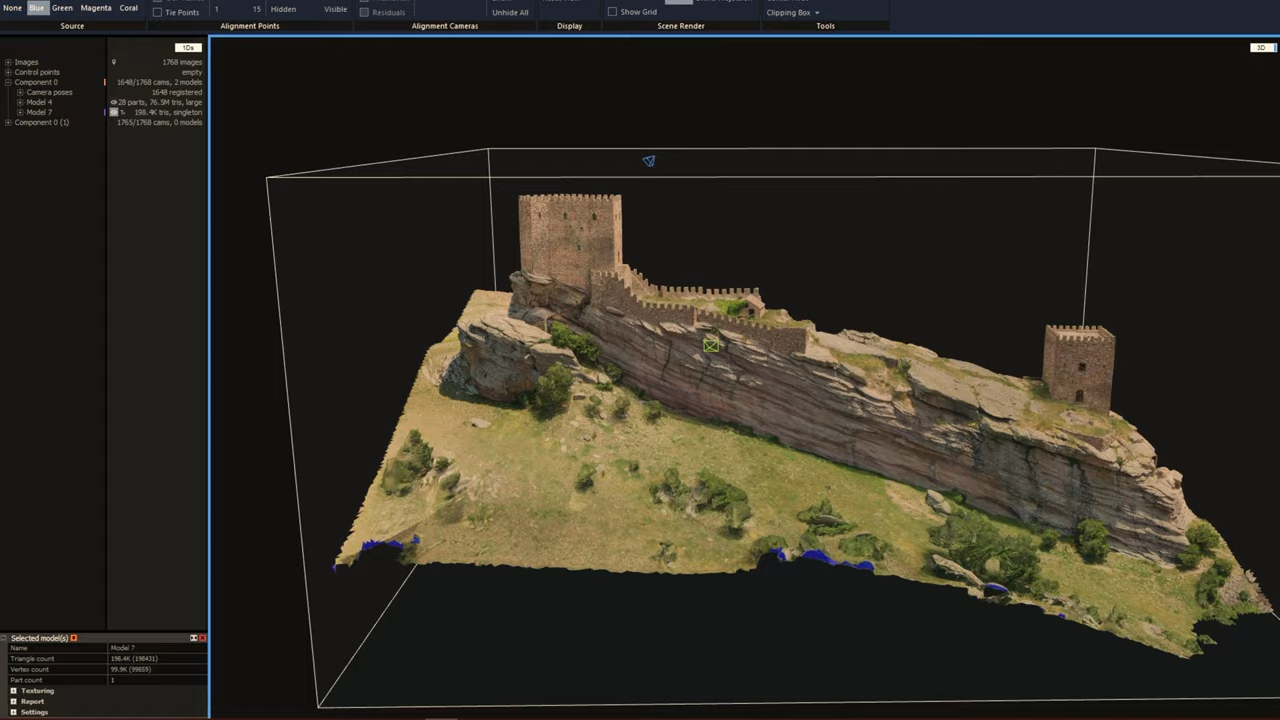 None Blue Green Magenta Coral
Tie Points 1 15 Hidden Visible
Residuals Unhide All Show Grid Clipping Box
Source Alignment Points Alignment Cameras Display Scene Render Tools
1Ds
3D
Images 1768 images
Control points empty
Component 0 1648/1768 cams, 2 models
Camera poses 1648 registered
Model 4 28 parts, 76.5M tris, large
Model 7 198.4K tris, singleton
Component 0 (1) 1765/1768 cams, 0 models
Selected model(s)
Name Model 7
Triangle count 198.4K (198431)
Vertex count 99.9K (99859)
Part count 1
Texturing
Report
Settings